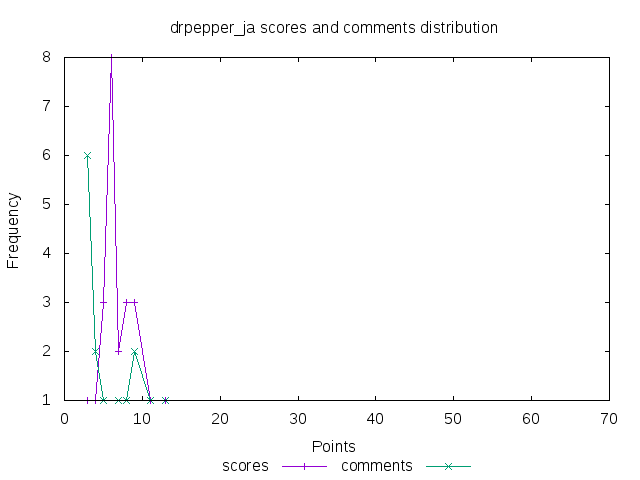 drpepper_ja scores and comments distribution
8
7
6
5
4
3
2
1
Frequency
0 10 20 30 40 50 60 70
Points
scores comments